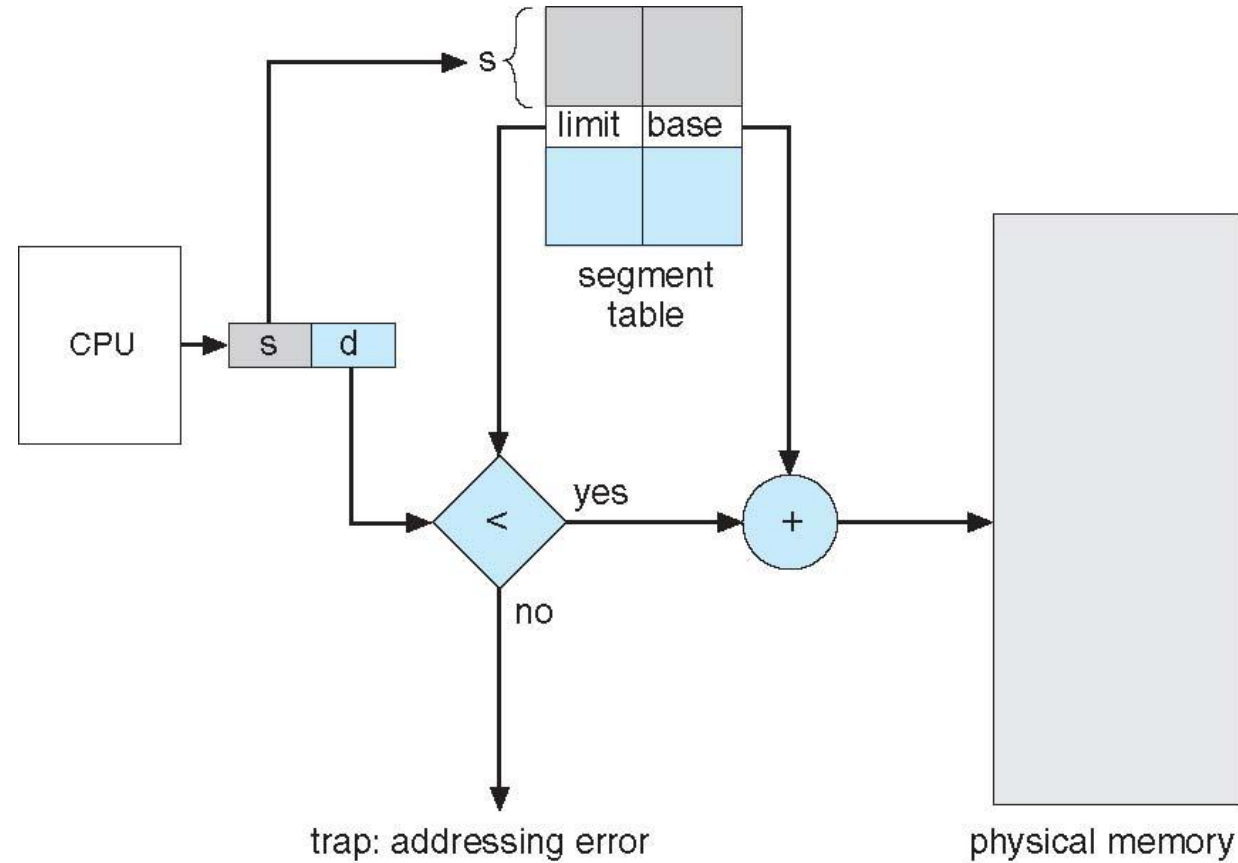 s
limit base
segment
table
CPU
s d
<
yes
+
no
trap: addressing error
physical memory